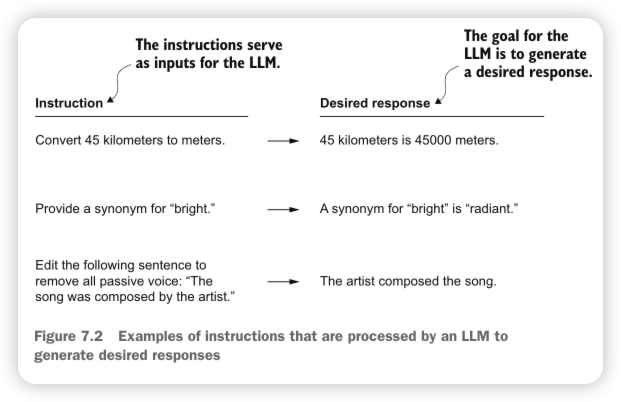 The instructions serve
as inputs for the LLM.
The goal for the
LLM is to generate
a desired response.
Instruction
Desired response
Convert 45 kilometers to meters.
45 kilometers is 45000 meters.
Provide a synonym for “bright.”
A synonym for “bright” is “radiant.”
Edit the following sentence to
remove all passive voice: “The
song was composed by the artist.”
The artist composed the song.
Figure 7.2 Examples of instructions that are processed by an LLM to
generate desired responses